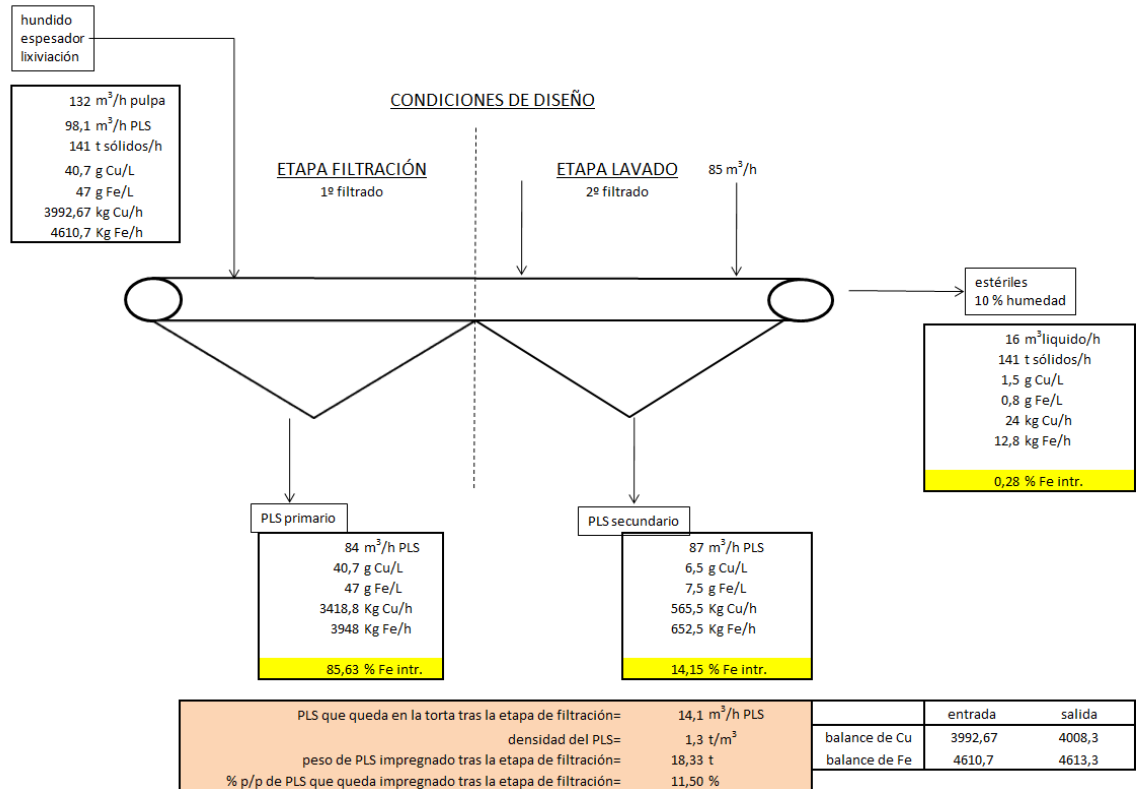 hundido
espesador
lixiviación
132 m³/h pulpa
98,1 m³/h PLS
141 t sólidos/h
40,7 g Cu/L
47 g Fe/L
3992,67 kg Cu/h
4610,7 Kg Fe/h
CONDICIONES DE DISEÑO
ETAPA FILTRACIÓN
1º filtrado
ETAPA LAVADO
2º filtrado
85 m³/h
estériles
10 % humedad
16 m³liquido/h
141 t sólidos/h
1,5 g Cu/L
0,8 g Fe/L
24 kg Cu/h
12,8 kg Fe/h
0,28 % Fe intr.
PLS primario
84 m³/h PLS
40,7 g Cu/L
47 g Fe/L
3418,8 Kg Cu/h
3948 Kg Fe/h
85,63 % Fe intr.
PLS secundario
87 m³/h PLS
6,5 g Cu/L
7,5 g Fe/L
565,5 Kg Cu/h
652,5 Kg Fe/h
14,15 % Fe intr.
PLS que queda en la torta tras la etapa de filtración= 14,1 m³/h PLS
densidad del PLS= 1,3 t/m³
peso de PLS impregnado tras la etapa de filtración= 18,33 t
% p/p de PLS que queda impregnado tras la etapa de filtración= 11,50 %
entrada salida
balance de Cu 3992,67 4008,3
balance de Fe 4610,7 4613,3